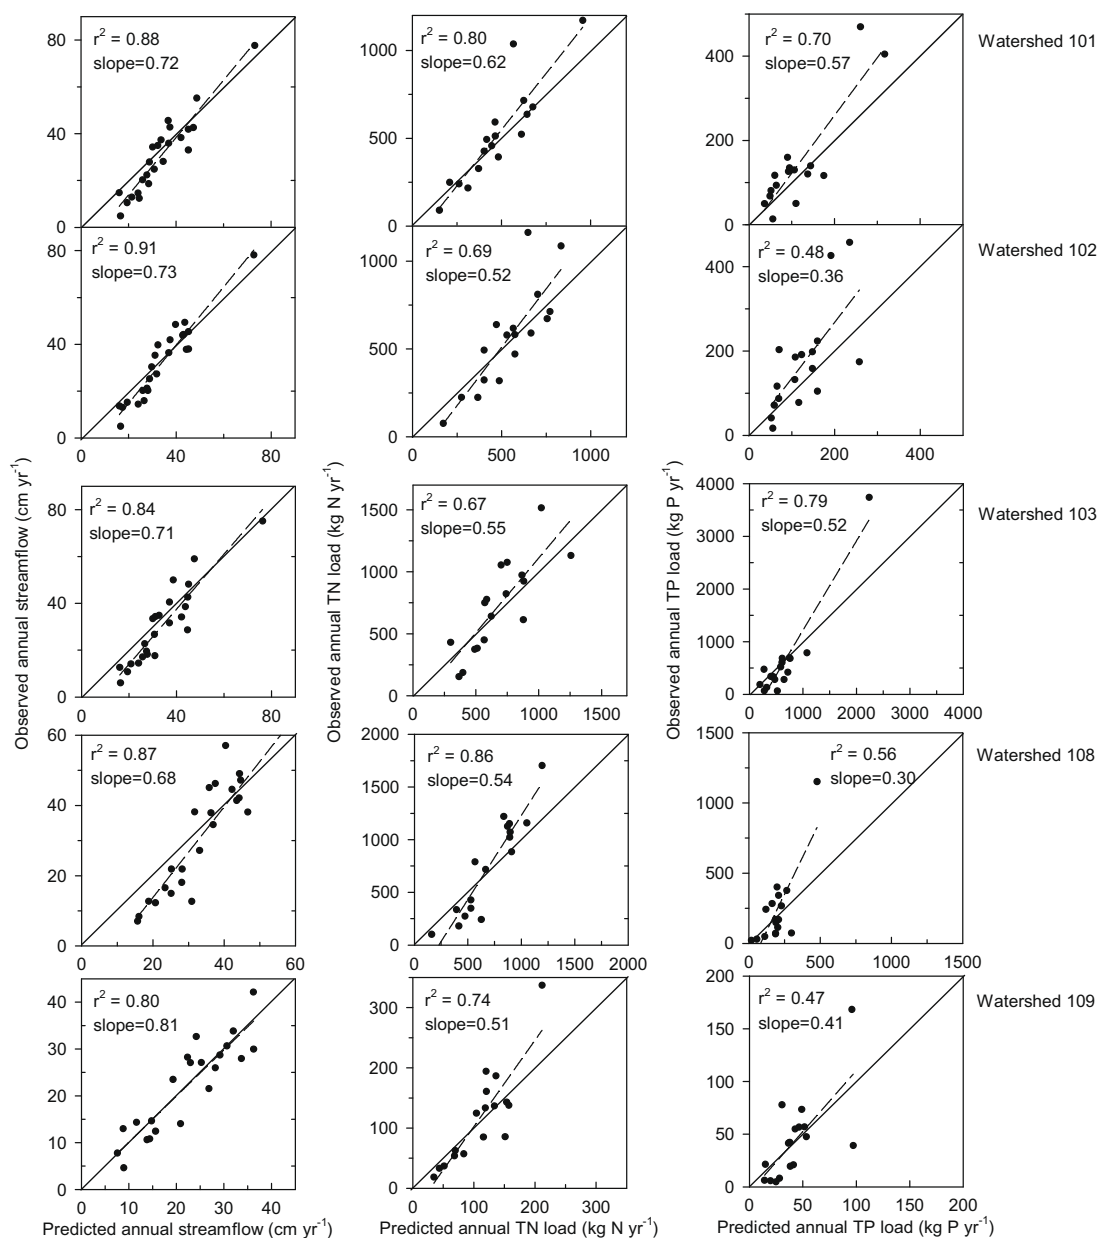 r² = 0.88
slope=0.72
r² = 0.80
slope=0.62
r² = 0.70
slope=0.57
Watershed 101
80
40
0
1000
500
0
400
200
0
r² = 0.91
slope=0.73
r² = 0.69
slope=0.52
r² = 0.48
slope=0.36
Watershed 102
80
40
0
1000
500
0
400
200
0
0 40 80
0 500 1000
0 200 400
r² = 0.84
slope=0.71
r² = 0.67
slope=0.55
r² = 0.79
slope=0.52
Watershed 103
80
40
0
1500
1000
500
0
4000
3000
2000
1000
0
0 40 80
0 500 1000 1500
0 1000 2000 3000 4000
r² = 0.87
slope=0.68
r² = 0.86
slope=0.54
r² = 0.56
slope=0.30
Watershed 108
60
40
20
0
2000
1500
1000
500
0
1500
1000
500
0
0 20 40 60
0 500 1000 1500 2000
0 500 1000 1500
r² = 0.80
slope=0.81
r² = 0.74
slope=0.51
r² = 0.47
slope=0.41
Watershed 109
40
30
20
10
0
300
200
100
0
200
150
100
50
0
0 10 20 30 40
0 100 200 300
0 50 100 150 200
Observed annual streamflow (cm yr⁻¹)
Observed annual TN load (kg N yr⁻¹)
Observed annual TP load (kg P yr⁻¹)
Predicted annual streamflow (cm yr⁻¹)
Predicted annual TN load (kg N yr⁻¹)
Predicted annual TP load (kg P yr⁻¹)